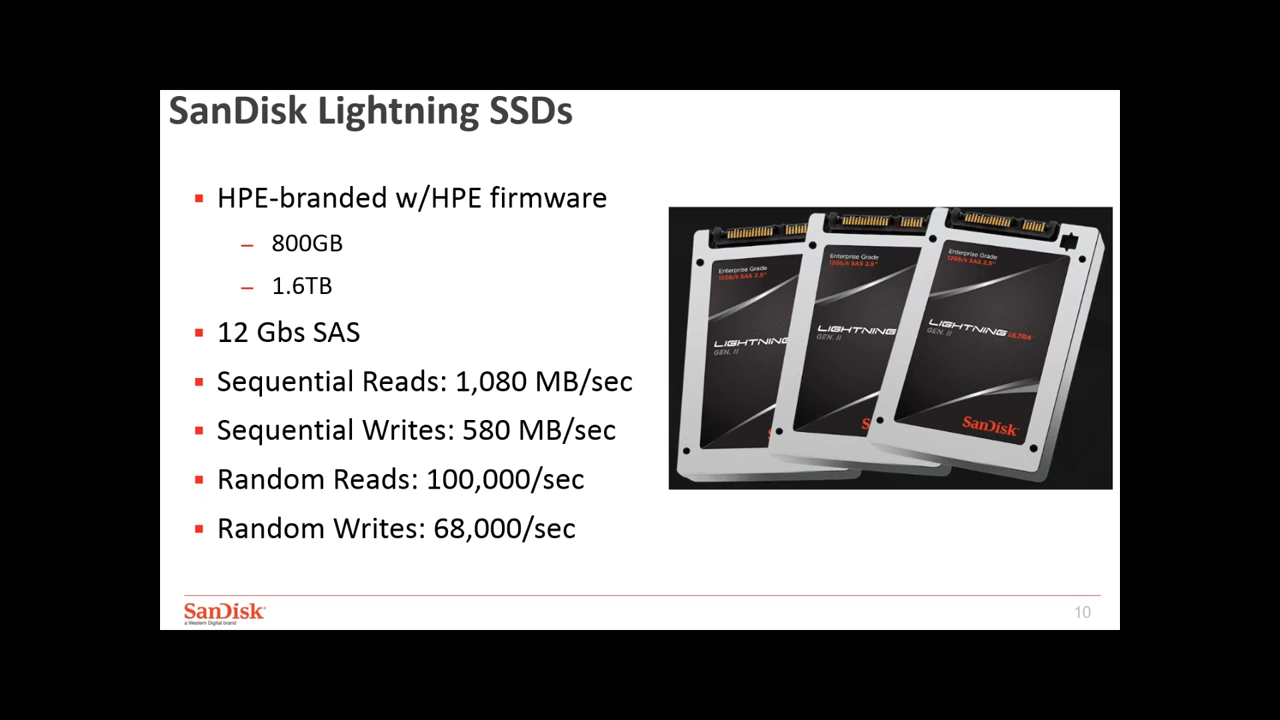 SanDisk Lightning SSDs
▪ HPE-branded w/HPE firmware
– 800GB
– 1.6TB
▪ 12 Gbs SAS
▪ Sequential Reads: 1,080 MB/sec
▪ Sequential Writes: 580 MB/sec
▪ Random Reads: 100,000/sec
▪ Random Writes: 68,000/sec
Enterprise Grade
12Gb/s SAS 2.5"
LIGHTNING
GEN. II
Enterprise Grade
12Gb/s SAS 2.5"
LIGHTNING
GEN. II
Enterprise Grade
12Gb/s SAS 2.5"
LIGHTNING ULTRA
GEN. II
SanDisk
SanDisk®
a Western Digital brand
10